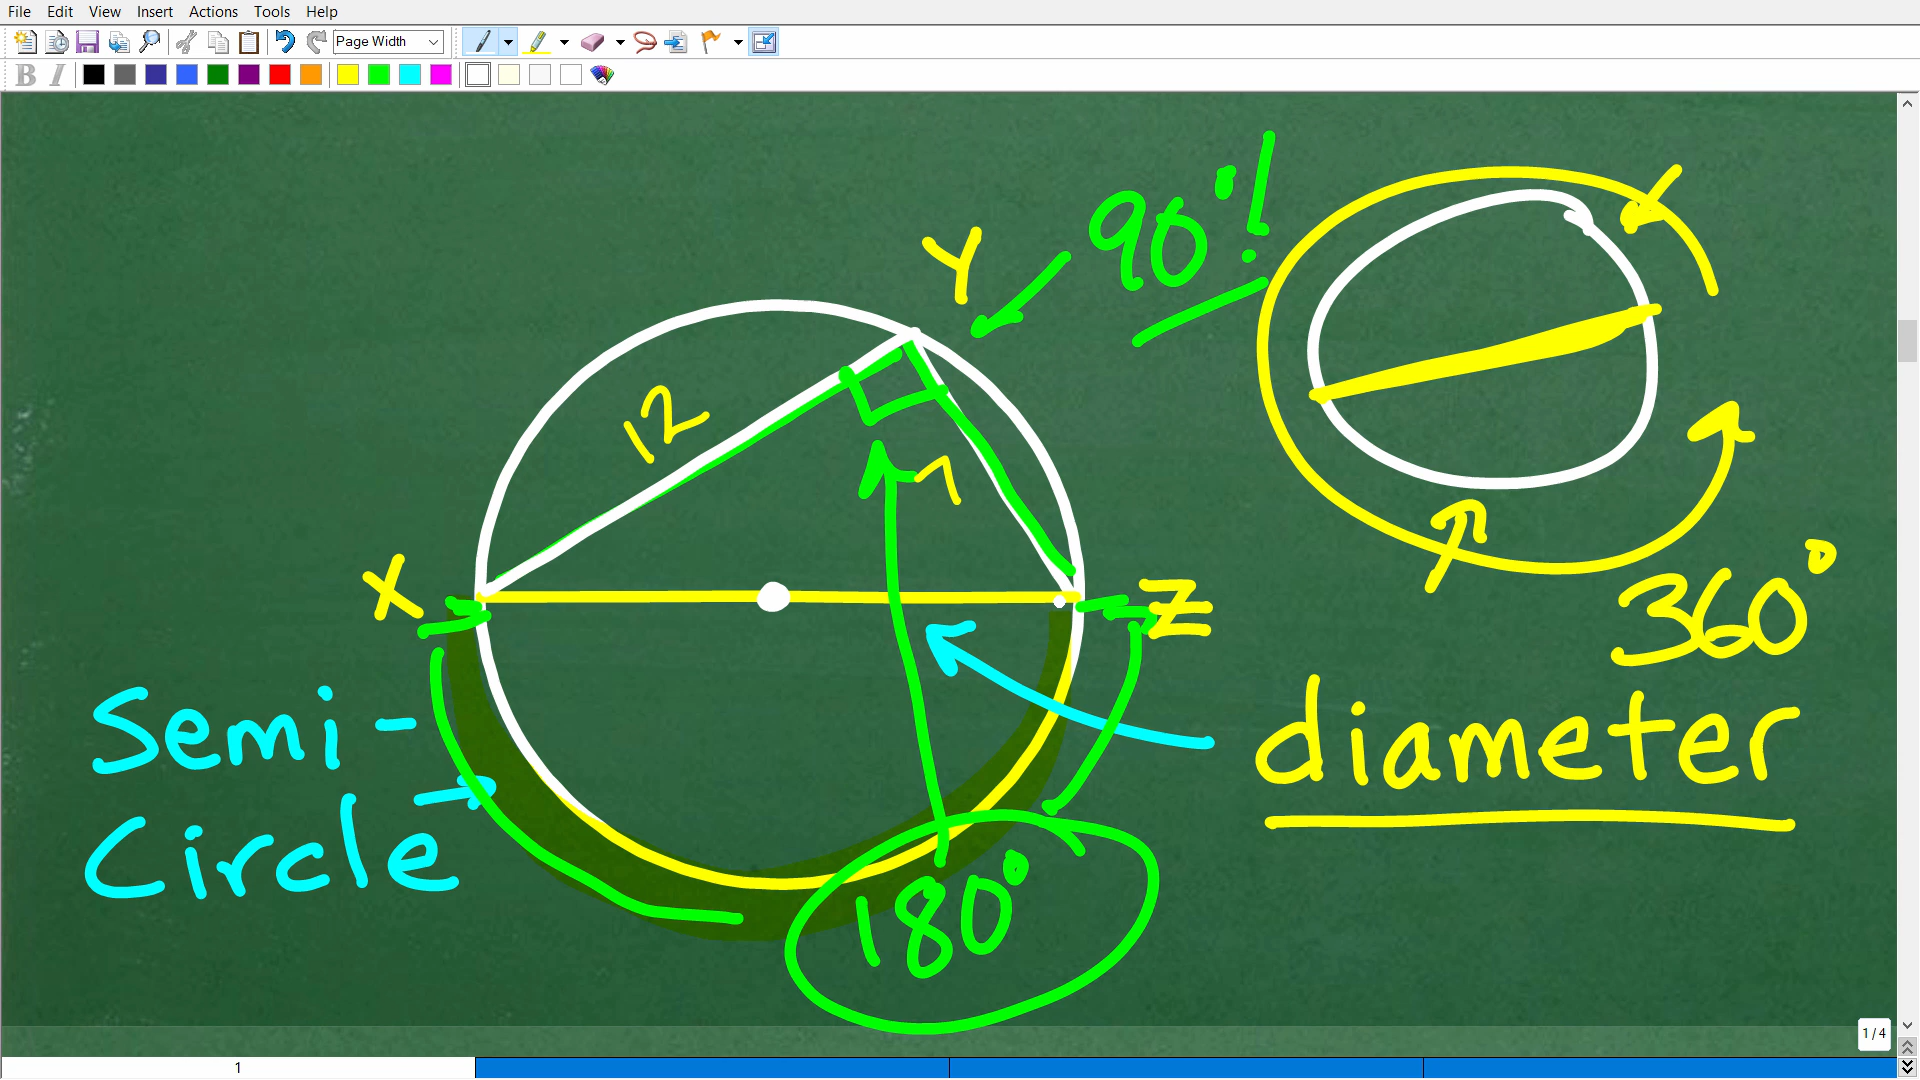 File Edit View Insert Actions Tools Help
Page Width
B I
90°!
Y
12
7
X
Z
360°
Semi-
Circle
diameter
180°
1 / 4
1